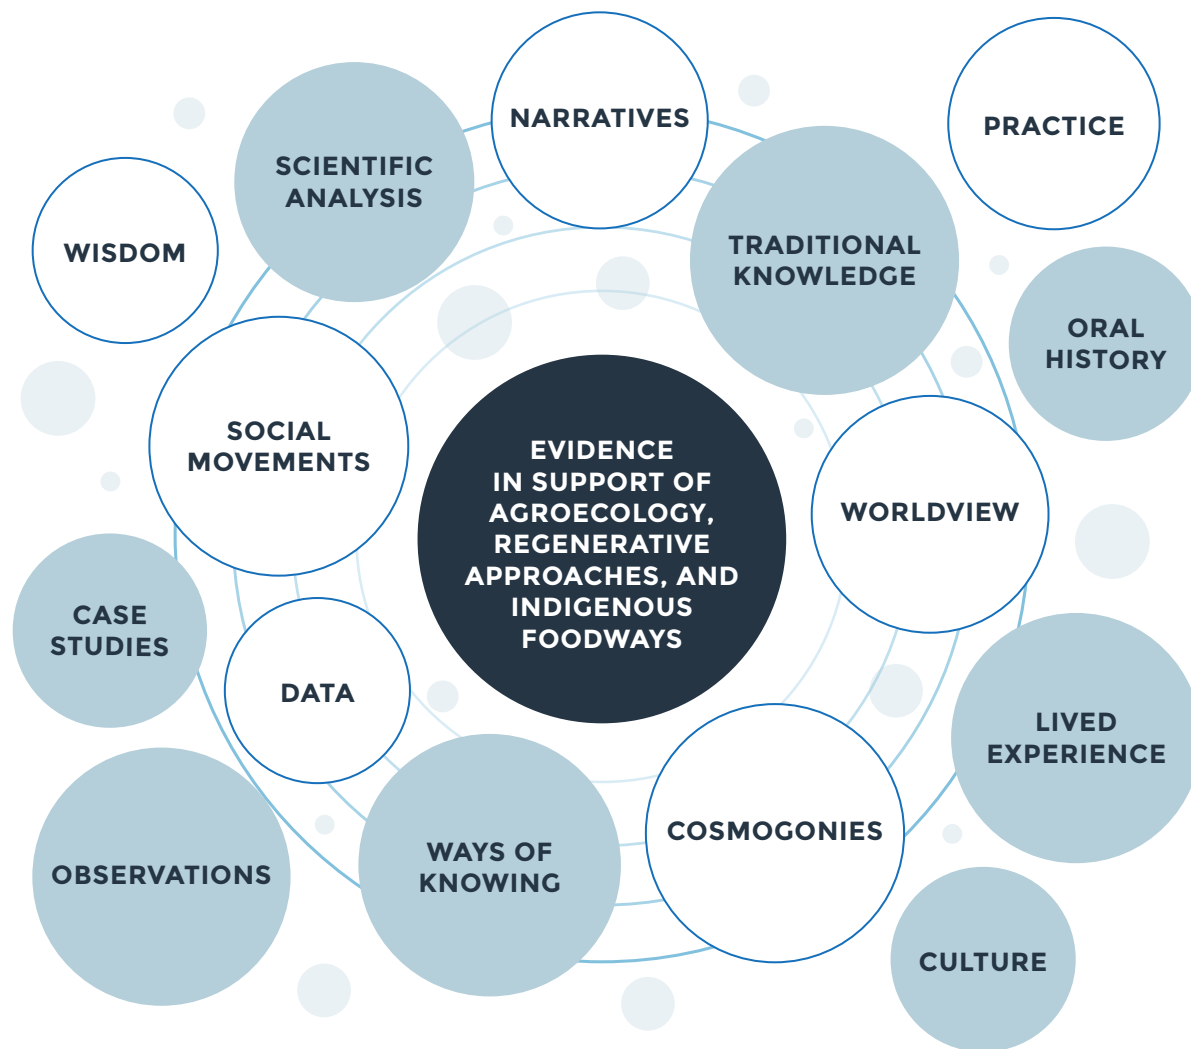 NARRATIVES
PRACTICE
SCIENTIFIC
ANALYSIS
WISDOM
TRADITIONAL
KNOWLEDGE
ORAL
HISTORY
SOCIAL
MOVEMENTS
EVIDENCE
IN SUPPORT OF
AGROECOLOGY,
REGENERATIVE
APPROACHES, AND
INDIGENOUS
FOODWAYS
WORLDVIEW
CASE
STUDIES
DATA
LIVED
EXPERIENCE
OBSERVATIONS
WAYS OF
KNOWING
COSMOGONIES
CULTURE